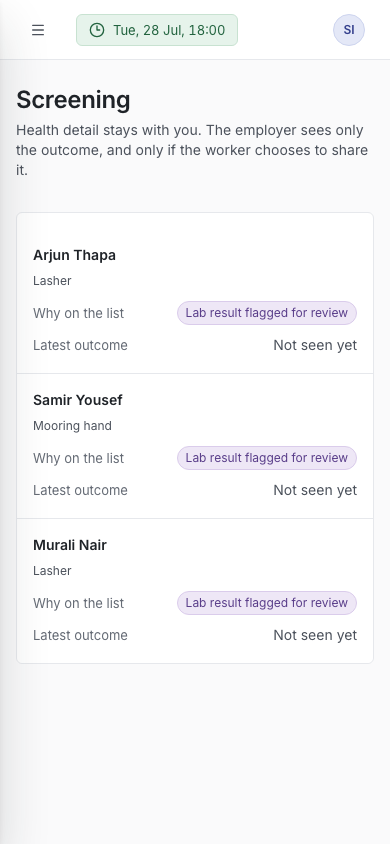 Tue, 28 Jul, 18:00
SI
Screening
Health detail stays with you. The employer sees only
the outcome, and only if the worker chooses to share
it.
Arjun Thapa
Lasher
Why on the list Lab result flagged for review
Latest outcome Not seen yet
Samir Yousef
Mooring hand
Why on the list Lab result flagged for review
Latest outcome Not seen yet
Murali Nair
Lasher
Why on the list Lab result flagged for review
Latest outcome Not seen yet